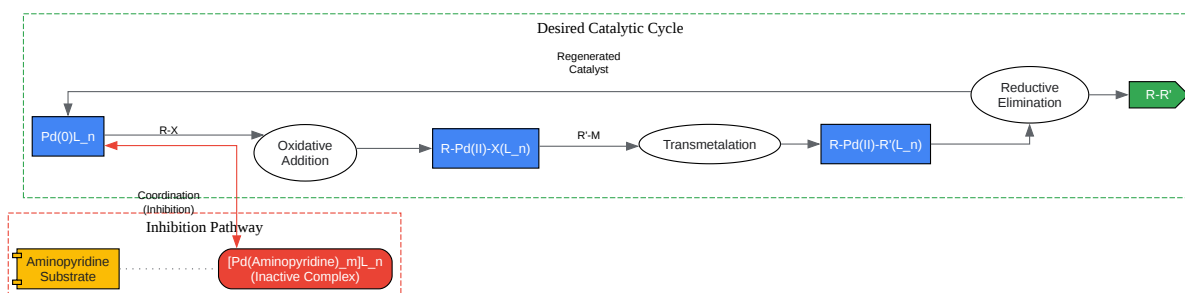 Desired Catalytic Cycle
Regenerated
Catalyst
Reductive
Elimination
R-R'
Pd(0)L_n
R-X
Oxidative
Addition
R-Pd(II)-X(L_n)
R'-M
Transmetalation
R-Pd(II)-R'(L_n)
Coordination
(Inhibition)
Inhibition Pathway
Aminopyridine
Substrate
[Pd(Aminopyridine)_m]L_n
(Inactive Complex)